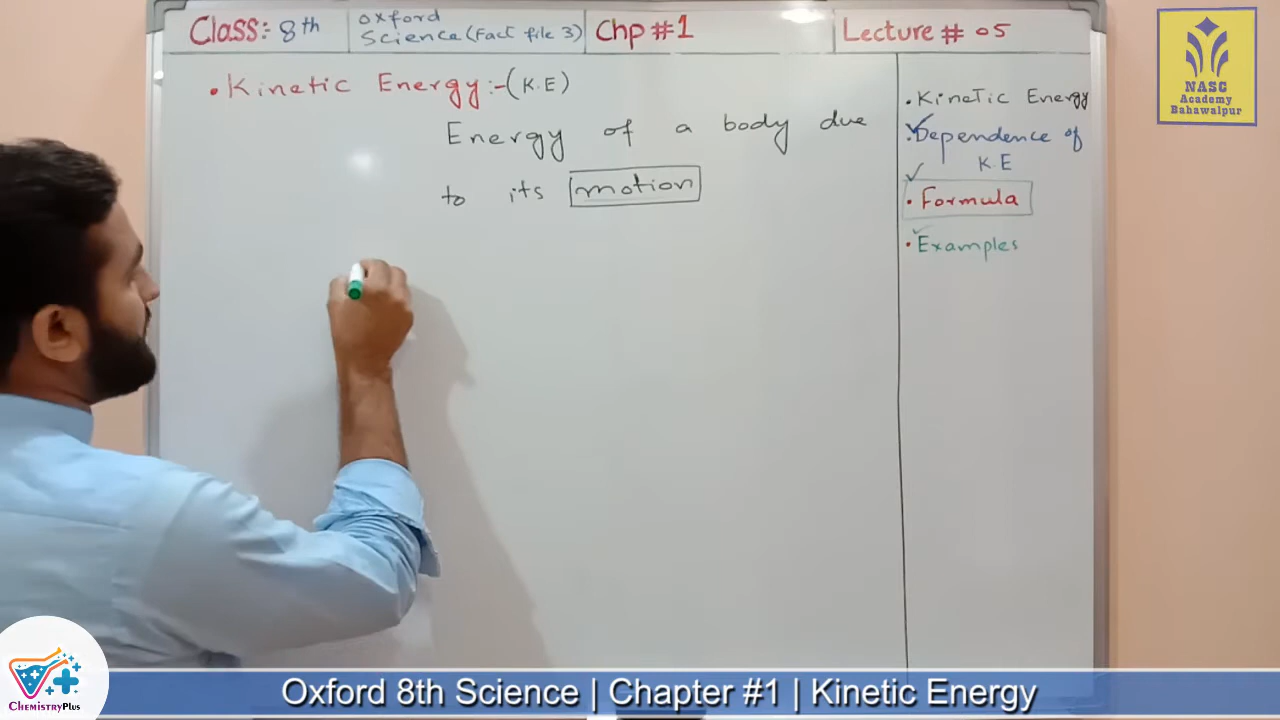 Class: 8th
Oxford
Science (Fact file 3)
Chp #1
Lecture # 05
NASG
Academy
Bahawalpur
• Kinetic Energy:- (K.E)
Energy of a body due
to its motion
• Kinetic Energy
• Dependence of
K.E
• Formula
• Examples
ChemistryPlus
Oxford 8th Science | Chapter #1 | Kinetic Energy